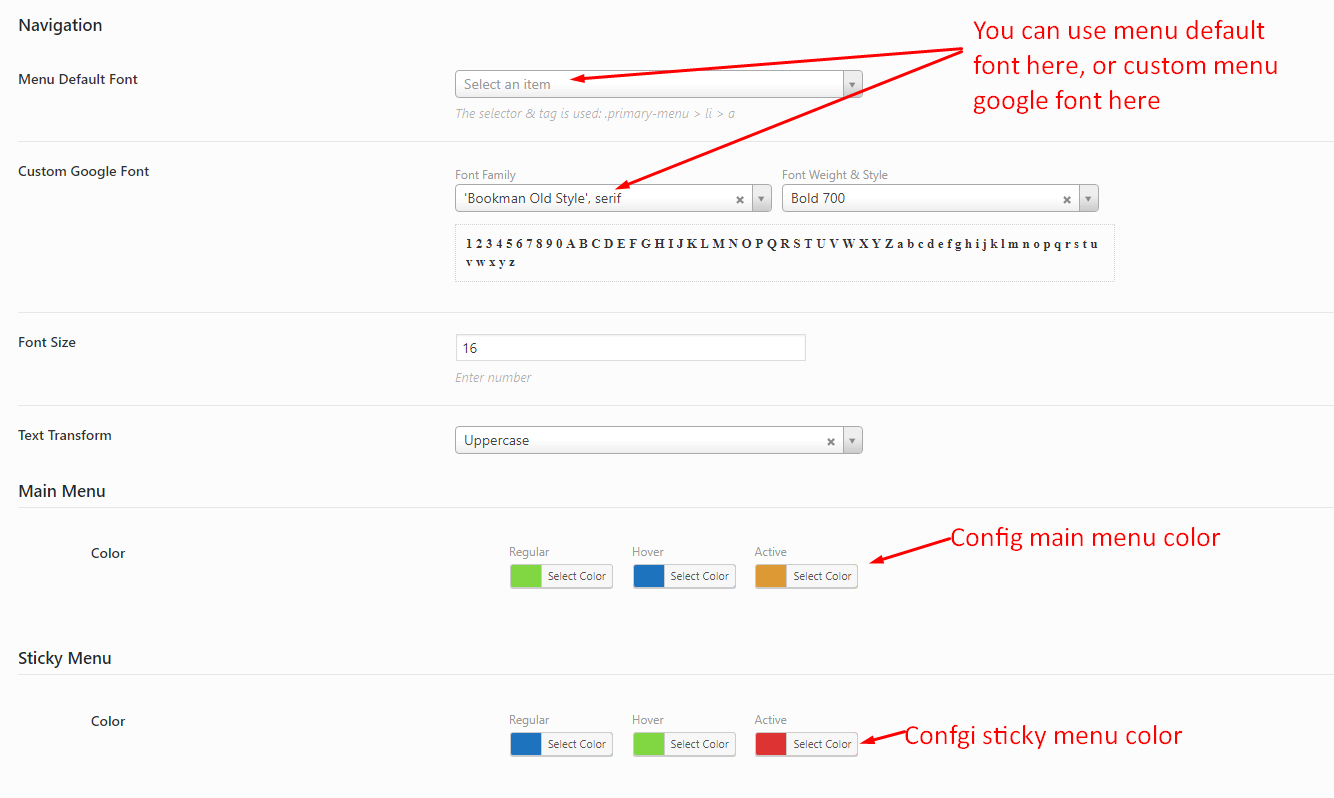 Navigation
You can use menu default
font here, or custom menu
google font here
Menu Default Font
Select an item
The selector & tag is used: .primary-menu > li > a
Custom Google Font
Font Family
Font Weight & Style
'Bookman Old Style', serif
Bold 700
1 2 3 4 5 6 7 8 9 0 A B C D E F G H I J K L M N O P Q R S T U V W X Y Z a b c d e f g h i j k l m n o p q r s t u
v w x y z
Font Size
16
Enter number
Text Transform
Uppercase
Main Menu
Config main menu color
Color
Regular
Hover
Active
Select Color
Select Color
Select Color
Sticky Menu
Color
Regular
Hover
Active
Select Color
Select Color
Select Color
Confgi sticky menu color